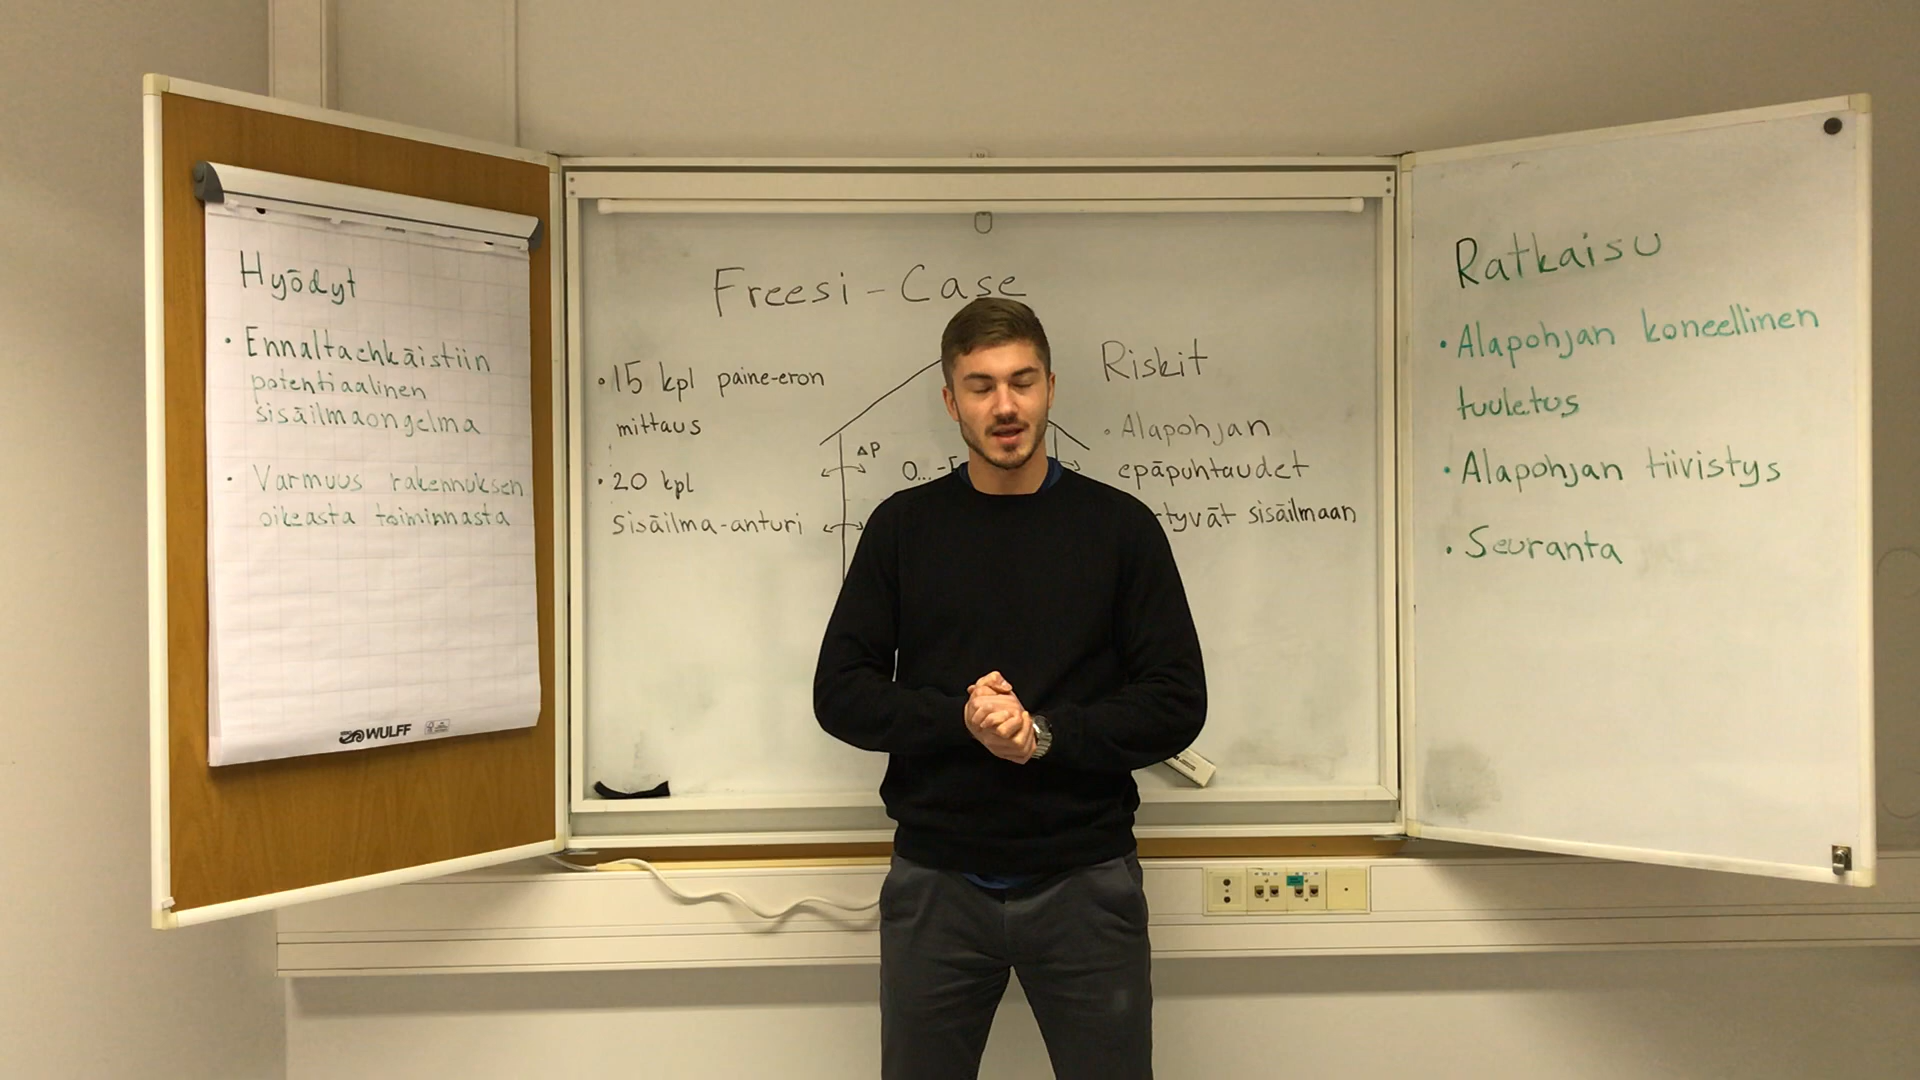 Hyödyt
• Ennaltaehkäistiin
potentiaalinen
sisäilmaongelma
• Varmuus rakennuksen
oikeasta toiminnasta
WULFF
Freesi - Case
• 15 kpl paine-eron
mittaus
• 20 kpl
sisäilma-anturi
ΔP
0...
Riskit
• Alapohjan
epäpuhtaudet
sisäilmaan
Ratkaisu
• Alapohjan koneellinen
tuuletus
• Alapohjan tiivistys
• Seuranta